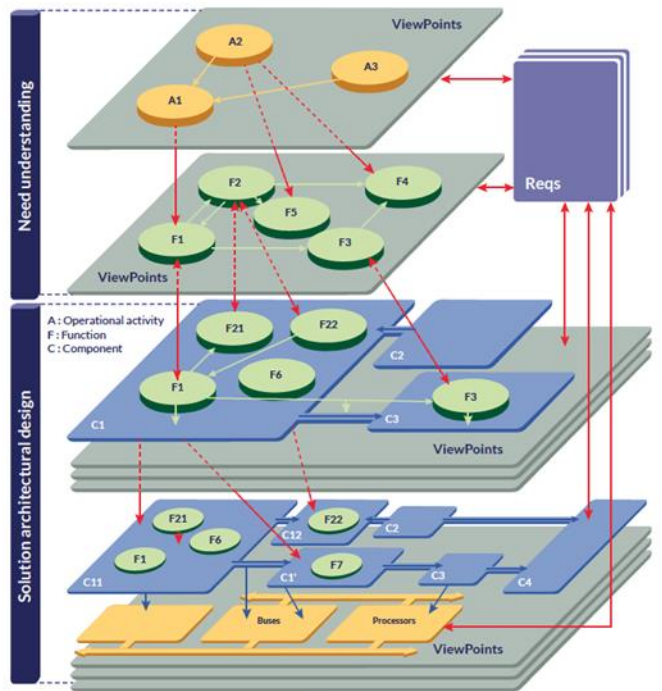 Need understanding
ViewPoints
A2
A3
A1
Reqs
F2
F4
F5
F1
F3
ViewPoints
Solution architectural design
A : Operational activity
F : Function
C : Component
F21
F22
C2
F6
F1
F3
C1
C3
ViewPoints
F21
F22
C2
F6
C12
F1
F7
C3
C11
C1'
C4
Buses
Processors
ViewPoints